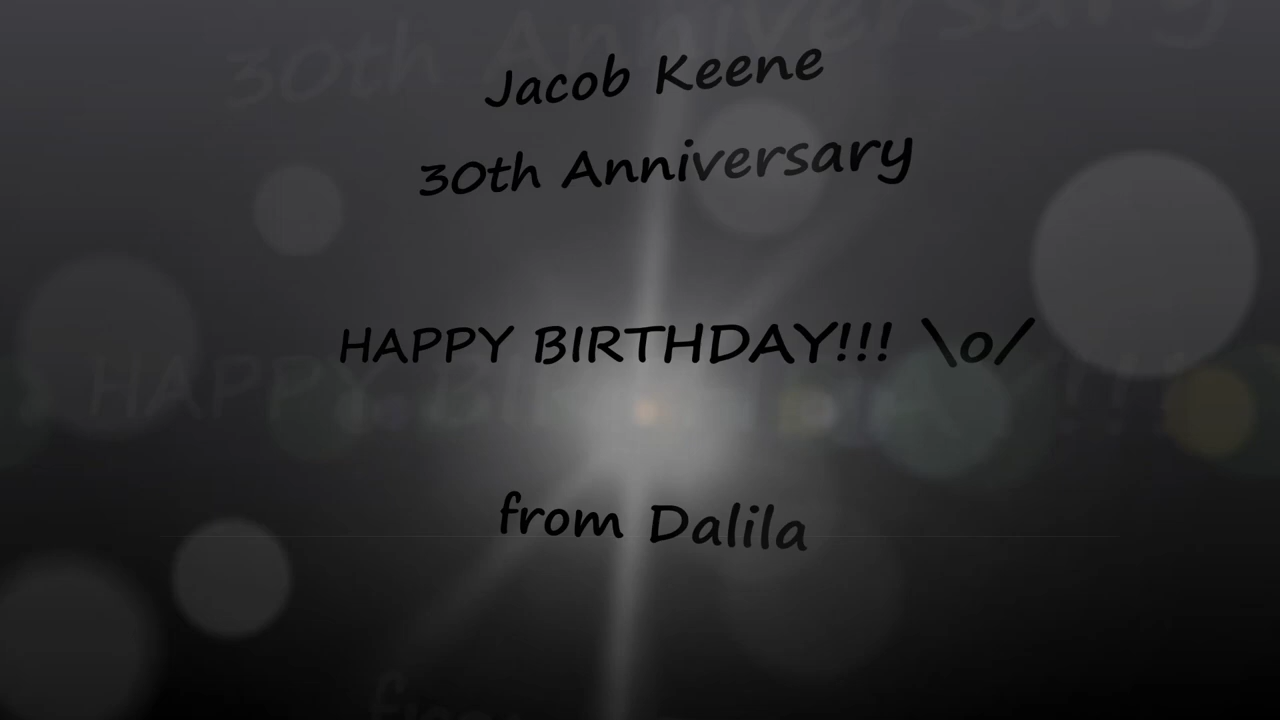 Jacob Keene
30th Anniversary
HAPPY BIRTHDAY!!! \o/
from Dalila